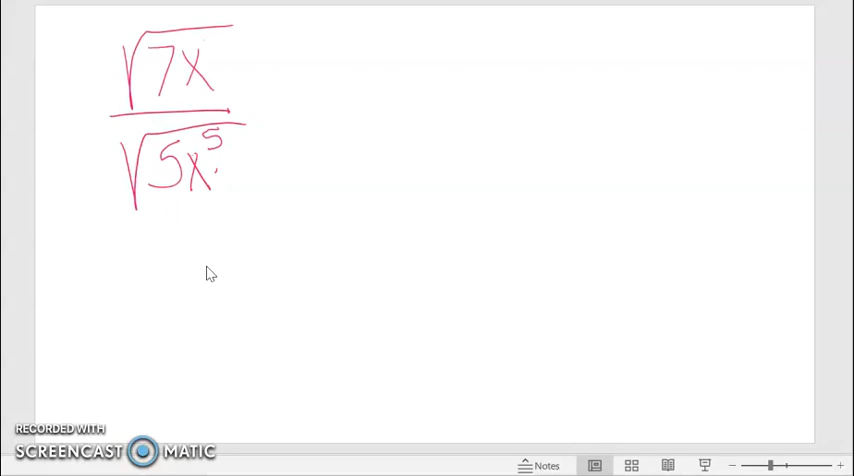 √7x
√5x⁵
RECORDED WITH
SCREENCAST MATIC
Notes